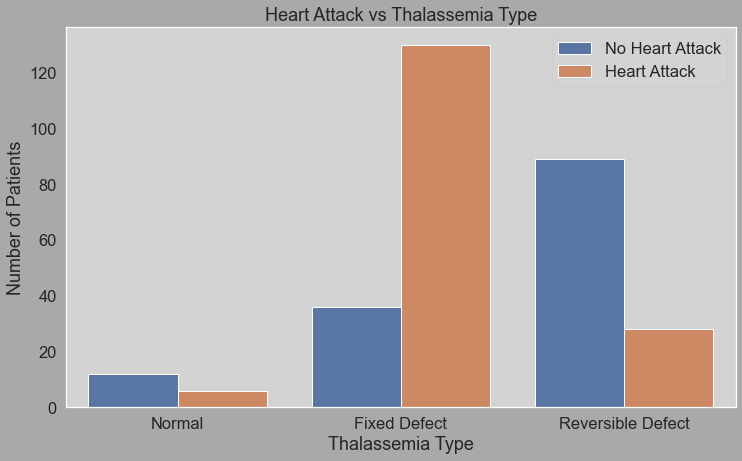 Heart Attack vs Thalassemia Type
No Heart Attack
Heart Attack
Number of Patients
120
100
80
60
40
20
0
Normal
Fixed Defect
Reversible Defect
Thalassemia Type